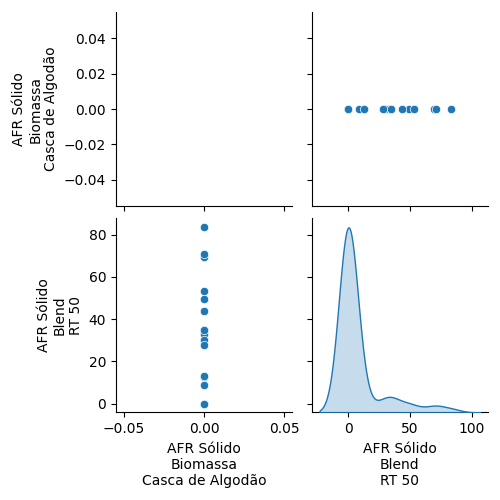 0.04
0.02
0.00
−0.02
−0.04
AFR Sólido
Biomassa
Casca de Algodão
80
60
40
20
0
AFR Sólido
Blend
RT 50
−0.05 0.00 0.05
0 100
AFR Sólido
Biomassa
Casca de Algodão
AFR Sólido
Blend
RT 50